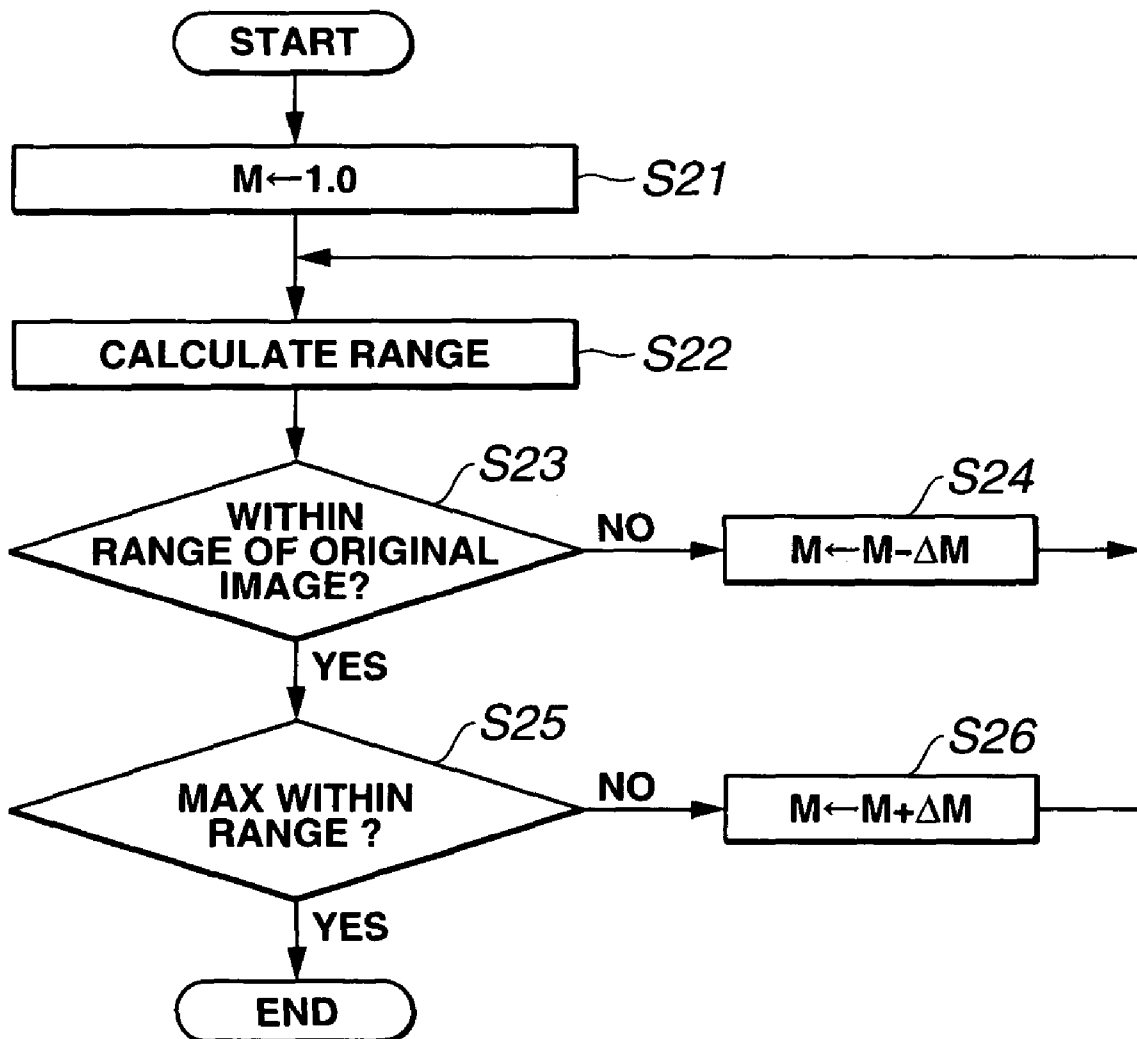 START
M←1.0
S21
CALCULATE RANGE
S22
S23
WITHIN
RANGE OF ORIGINAL
IMAGE?
NO
S24
M←M-ΔM
YES
S25
MAX WITHIN
RANGE ?
NO
S26
M←M+ΔM
YES
END